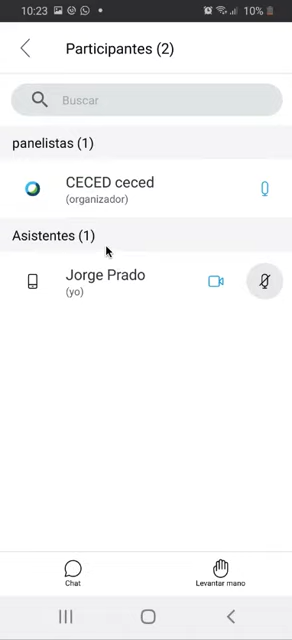 10:23
10%
Participantes (2)
Buscar
panelistas (1)
CECED ceced
(organizador)
Asistentes (1)
Jorge Prado
(yo)
Chat
Levantar mano